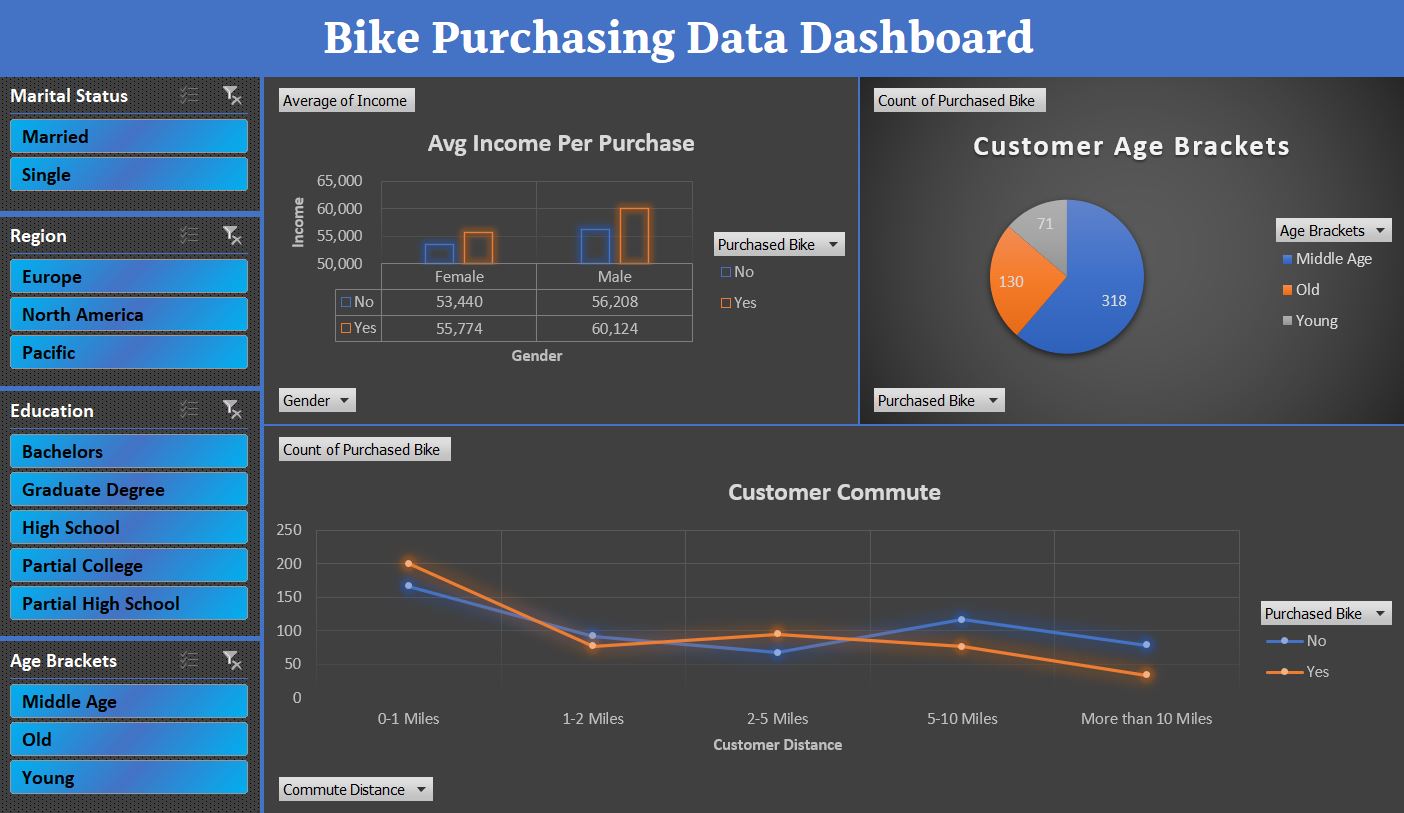 Bike Purchasing Data Dashboard
Marital Status
Married
Single
Region
Europe
North America
Pacific
Education
Bachelors
Graduate Degree
High School
Partial College
Partial High School
Age Brackets
Middle Age
Old
Young
Average of Income
Avg Income Per Purchase
Income
65,000
60,000
55,000
50,000
Female Male
No 53,440 56,208
Yes 55,774 60,124
Gender
Purchased Bike
No
Yes
Gender
Count of Purchased Bike
Customer Age Brackets
71
130
318
Age Brackets
Middle Age
Old
Young
Purchased Bike
Count of Purchased Bike
Customer Commute
250
200
150
100
50
0
0-1 Miles 1-2 Miles 2-5 Miles 5-10 Miles More than 10 Miles
Customer Distance
Purchased Bike
No
Yes
Commute Distance